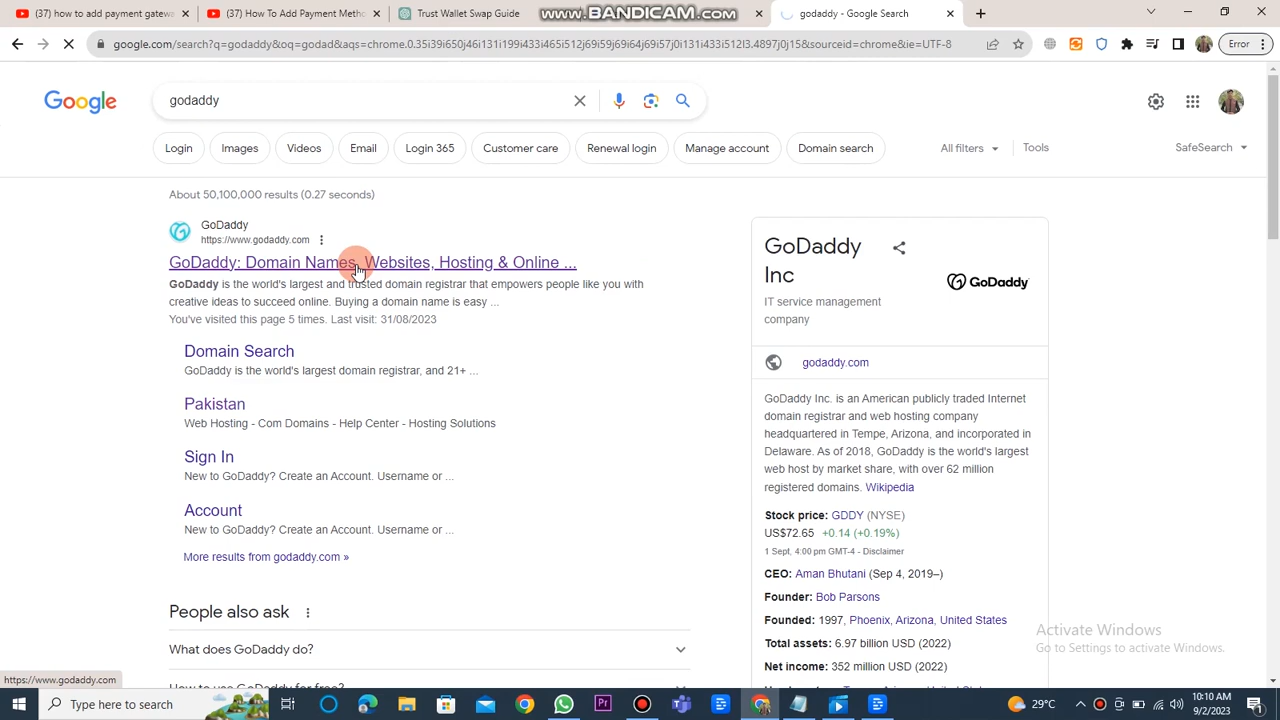 (37) how to add payment gatew
(37) How To Add Payment Metho
Trust Wallet Swap Guide
www.BANDICAM.com
godaddy - Google Search
google.com/search?q=godaddy&oq=godad&
Error
Google
godaddy
Login
Images
Videos
Email
Login 365
Customer care
Renewal login
Manage account
Domain search
All filters
Tools
SafeSearch
About 50,100,000 results (0.27 seconds)
GoDaddy
https://www.godaddy.com
GoDaddy: Domain Names, Websites, Hosting & Online ...
GoDaddy is the world's largest and trusted domain registrar that empowers people like you with
creative ideas to succeed online. Buying a domain name is easy ...
You've visited this page 5 times. Last visit: 31/08/2023
Domain Search
GoDaddy is the world's largest domain registrar, and 21+ ...
Pakistan
Web Hosting - Com Domains - Help Center - Hosting Solutions
Sign In
New to GoDaddy? Create an Account. Username or ...
Account
New to GoDaddy? Create an Account. Username or ...
More results from godaddy.com »
People also ask
What does GoDaddy do?
How to use GoDaddy for free?
GoDaddy
Inc
GoDaddy
IT service management
company
godaddy.com
GoDaddy Inc. is an American publicly traded Internet
domain registrar and web hosting company
headquartered in Tempe, Arizona, and incorporated in
Delaware. As of 2018, GoDaddy is the world's largest
web host by market share, with over 62 million
registered domains. Wikipedia
Stock price: GDDY (NYSE)
US$72.65 +0.14 (+0.19%)
1 Sept, 4:00 pm GMT-4 - Disclaimer
CEO: Aman Bhutani (Sep 4, 2019–)
Founder: Bob Parsons
Founded: 1997, Phoenix, Arizona, United States
Total assets: 6.97 billion USD (2022)
Net income: 352 million USD (2022)
Activate Windows
Go to Settings to activate Windows.
https://www.godaddy.com
Type here to search
29°C
10:10 AM
9/2/2023